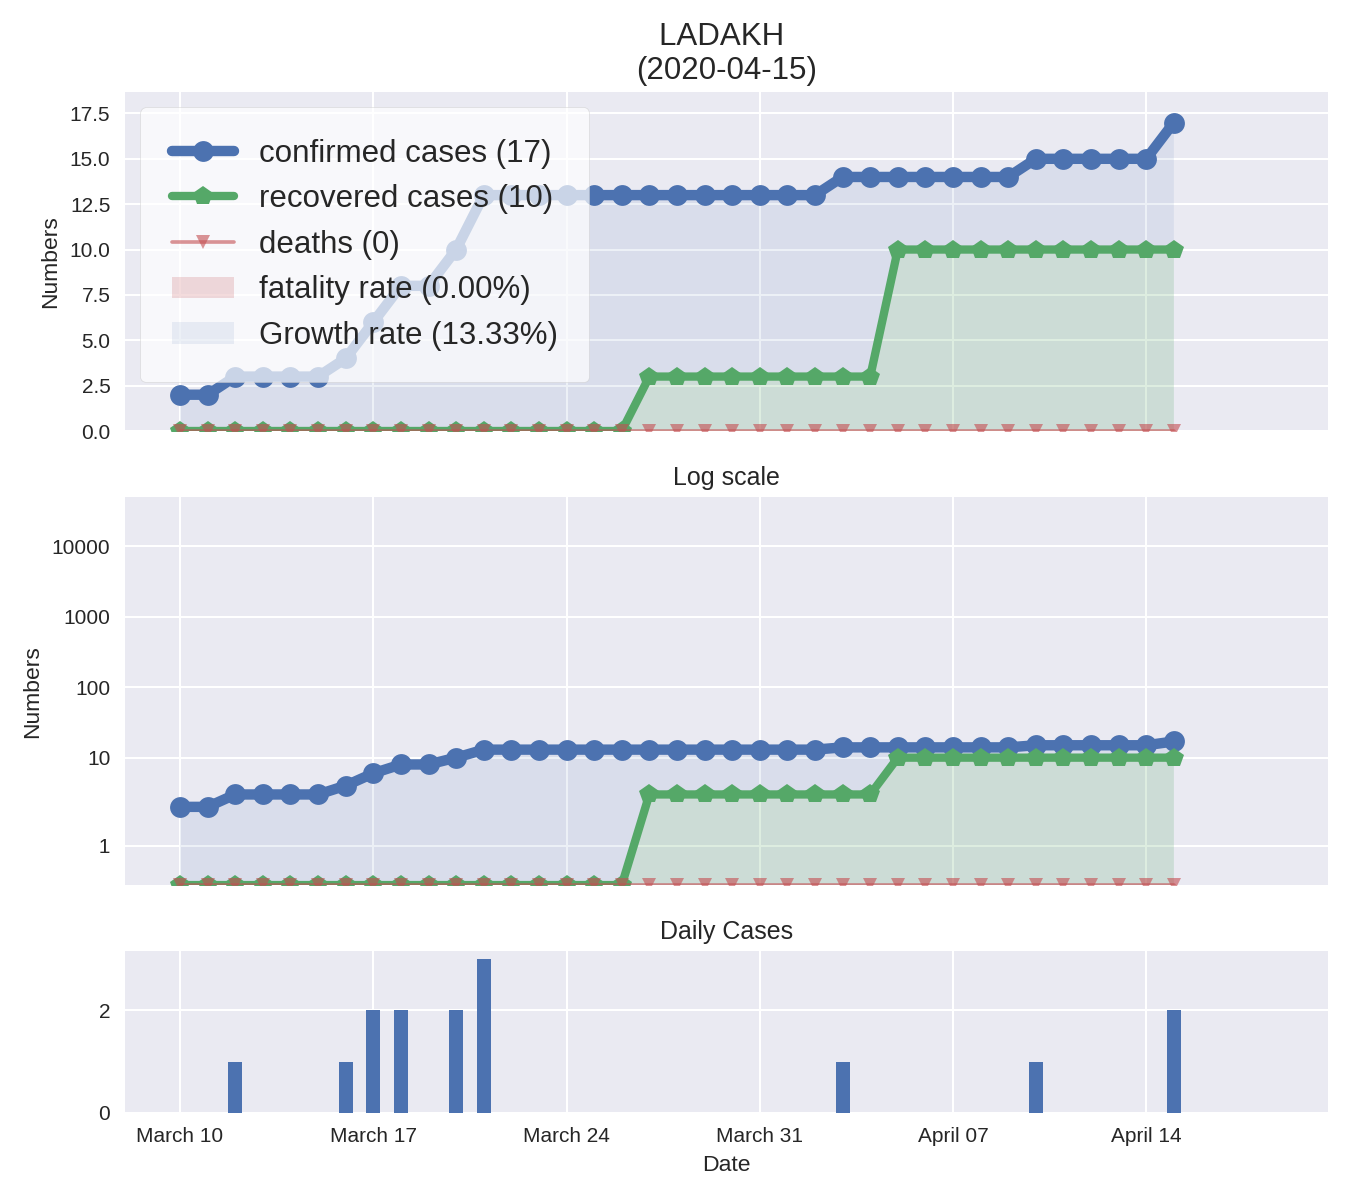 LADAKH
(2020-04-15)
17.5
15.0
12.5
10.0
7.5
5.0
2.5
0.0
Numbers
confirmed cases (17)
recovered cases (10)
deaths (0)
fatality rate (0.00%)
Growth rate (13.33%)
Log scale
10000
1000
100
10
1
Numbers
Daily Cases
2
0
March 10 March 17 March 24 March 31 April 07 April 14
Date